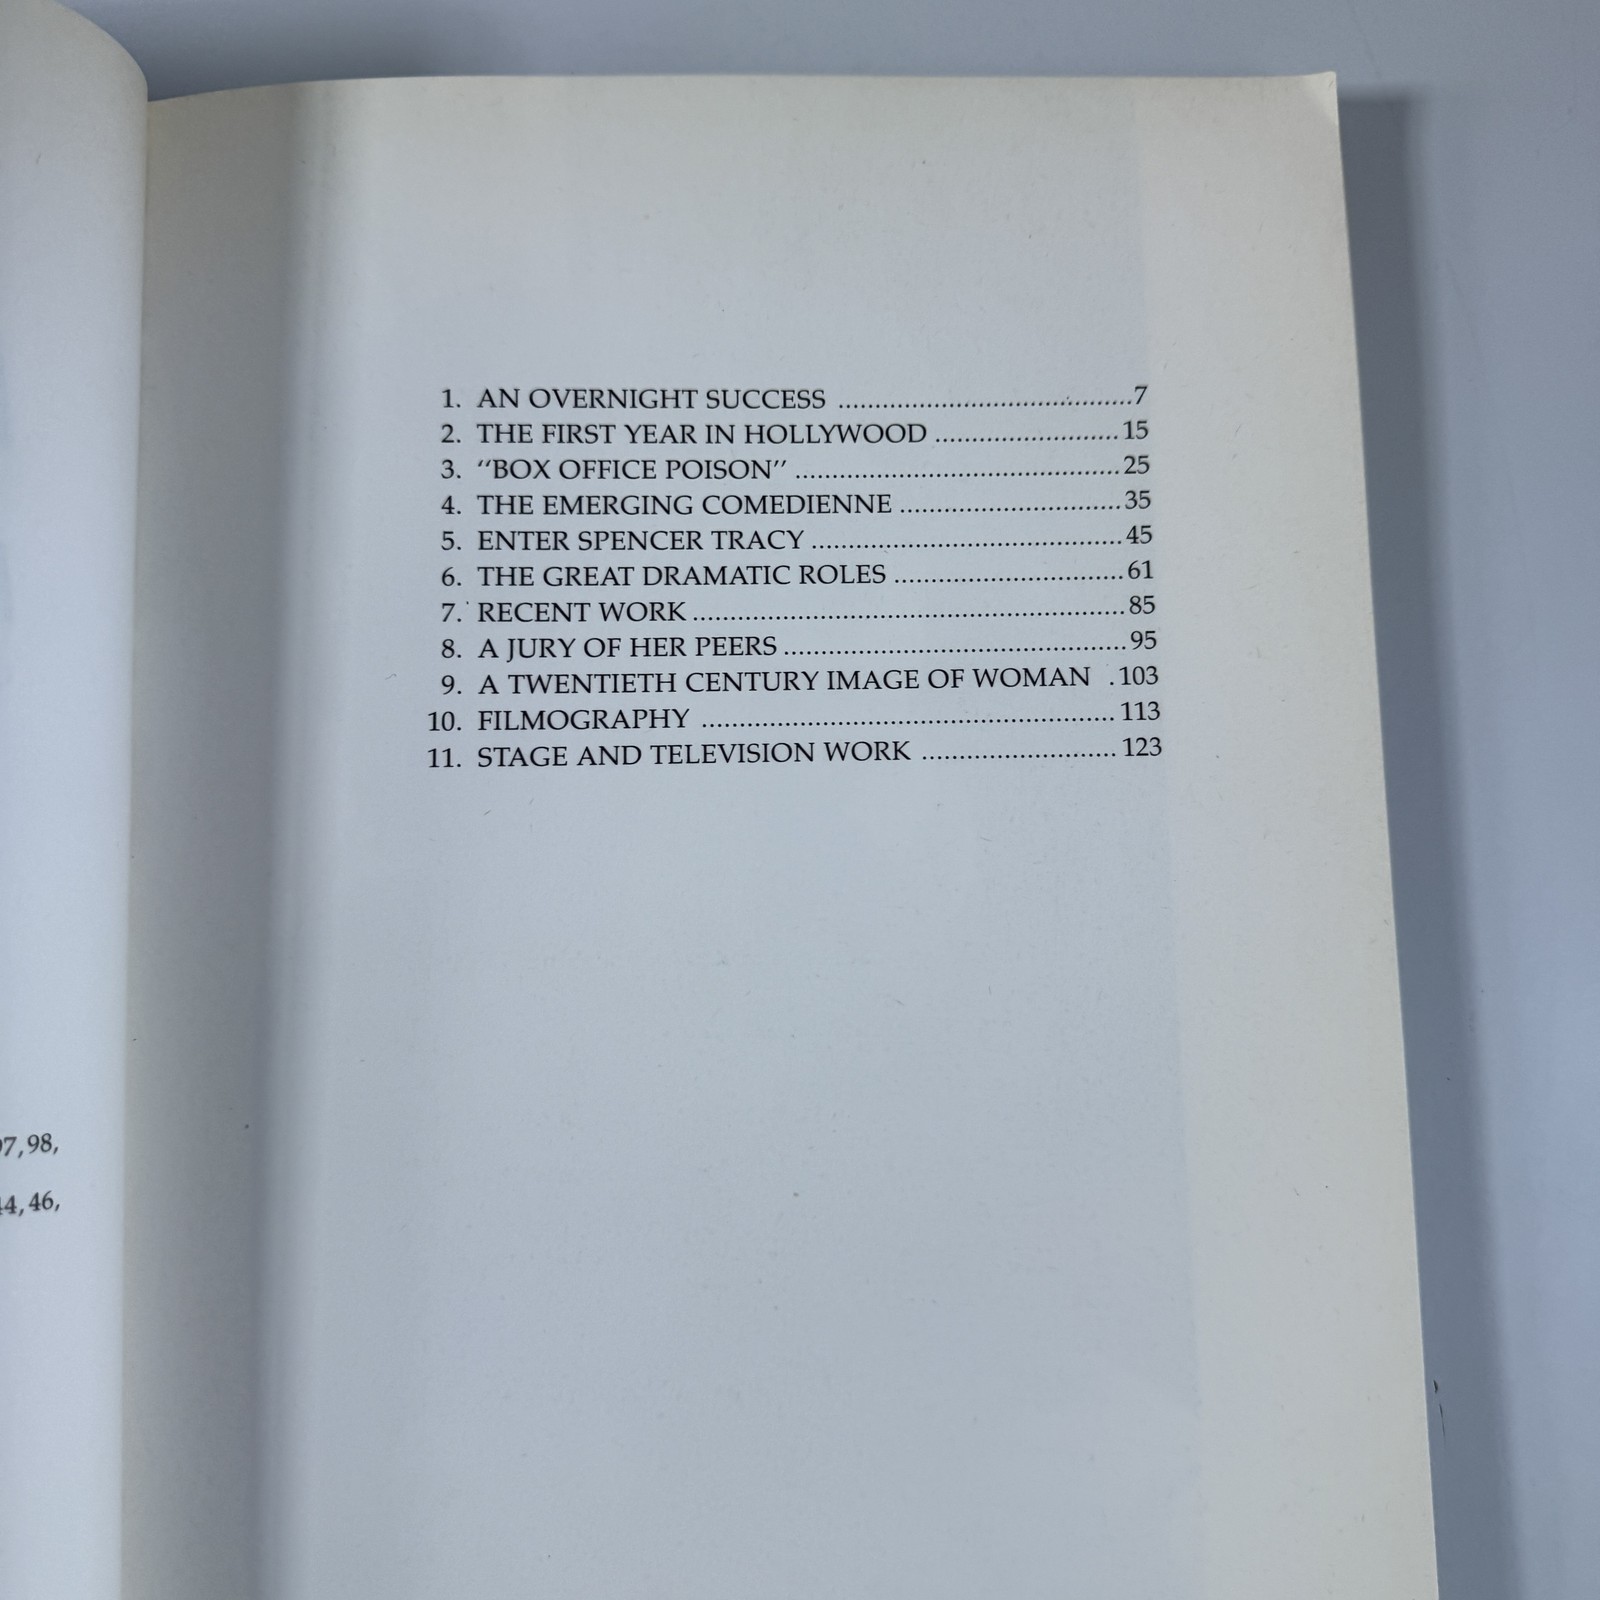 1. AN OVERNIGHT SUCCESS ........................................7
2. THE FIRST YEAR IN HOLLYWOOD .........................15
3. "BOX OFFICE POISON" ............................................25
4. THE EMERGING COMEDIENNE ..............................35
5. ENTER SPENCER TRACY ..........................................45
6. THE GREAT DRAMATIC ROLES ...............................61
7. RECENT WORK ..........................................................85
8. A JURY OF HER PEERS ..............................................95
9. A TWENTIETH CENTURY IMAGE OF WOMAN .103
10. FILMOGRAPHY ........................................................ 113
11. STAGE AND TELEVISION WORK .......................... 123
98,
46,